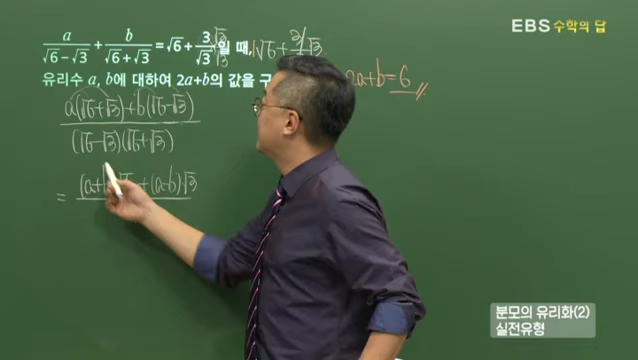 EBS 수학의 답
a/(√6-√3) + b/(√6+√3) = √6 + 3/√3 일 때,
유리수 a, b에 대하여 2a+b의 값을 구
2a+b=6
a(√6+√3)+b(√6-√3)
(√6-√3)(√6+√3)
= +(a-b)√3
분모의 유리화(2)
실전유형